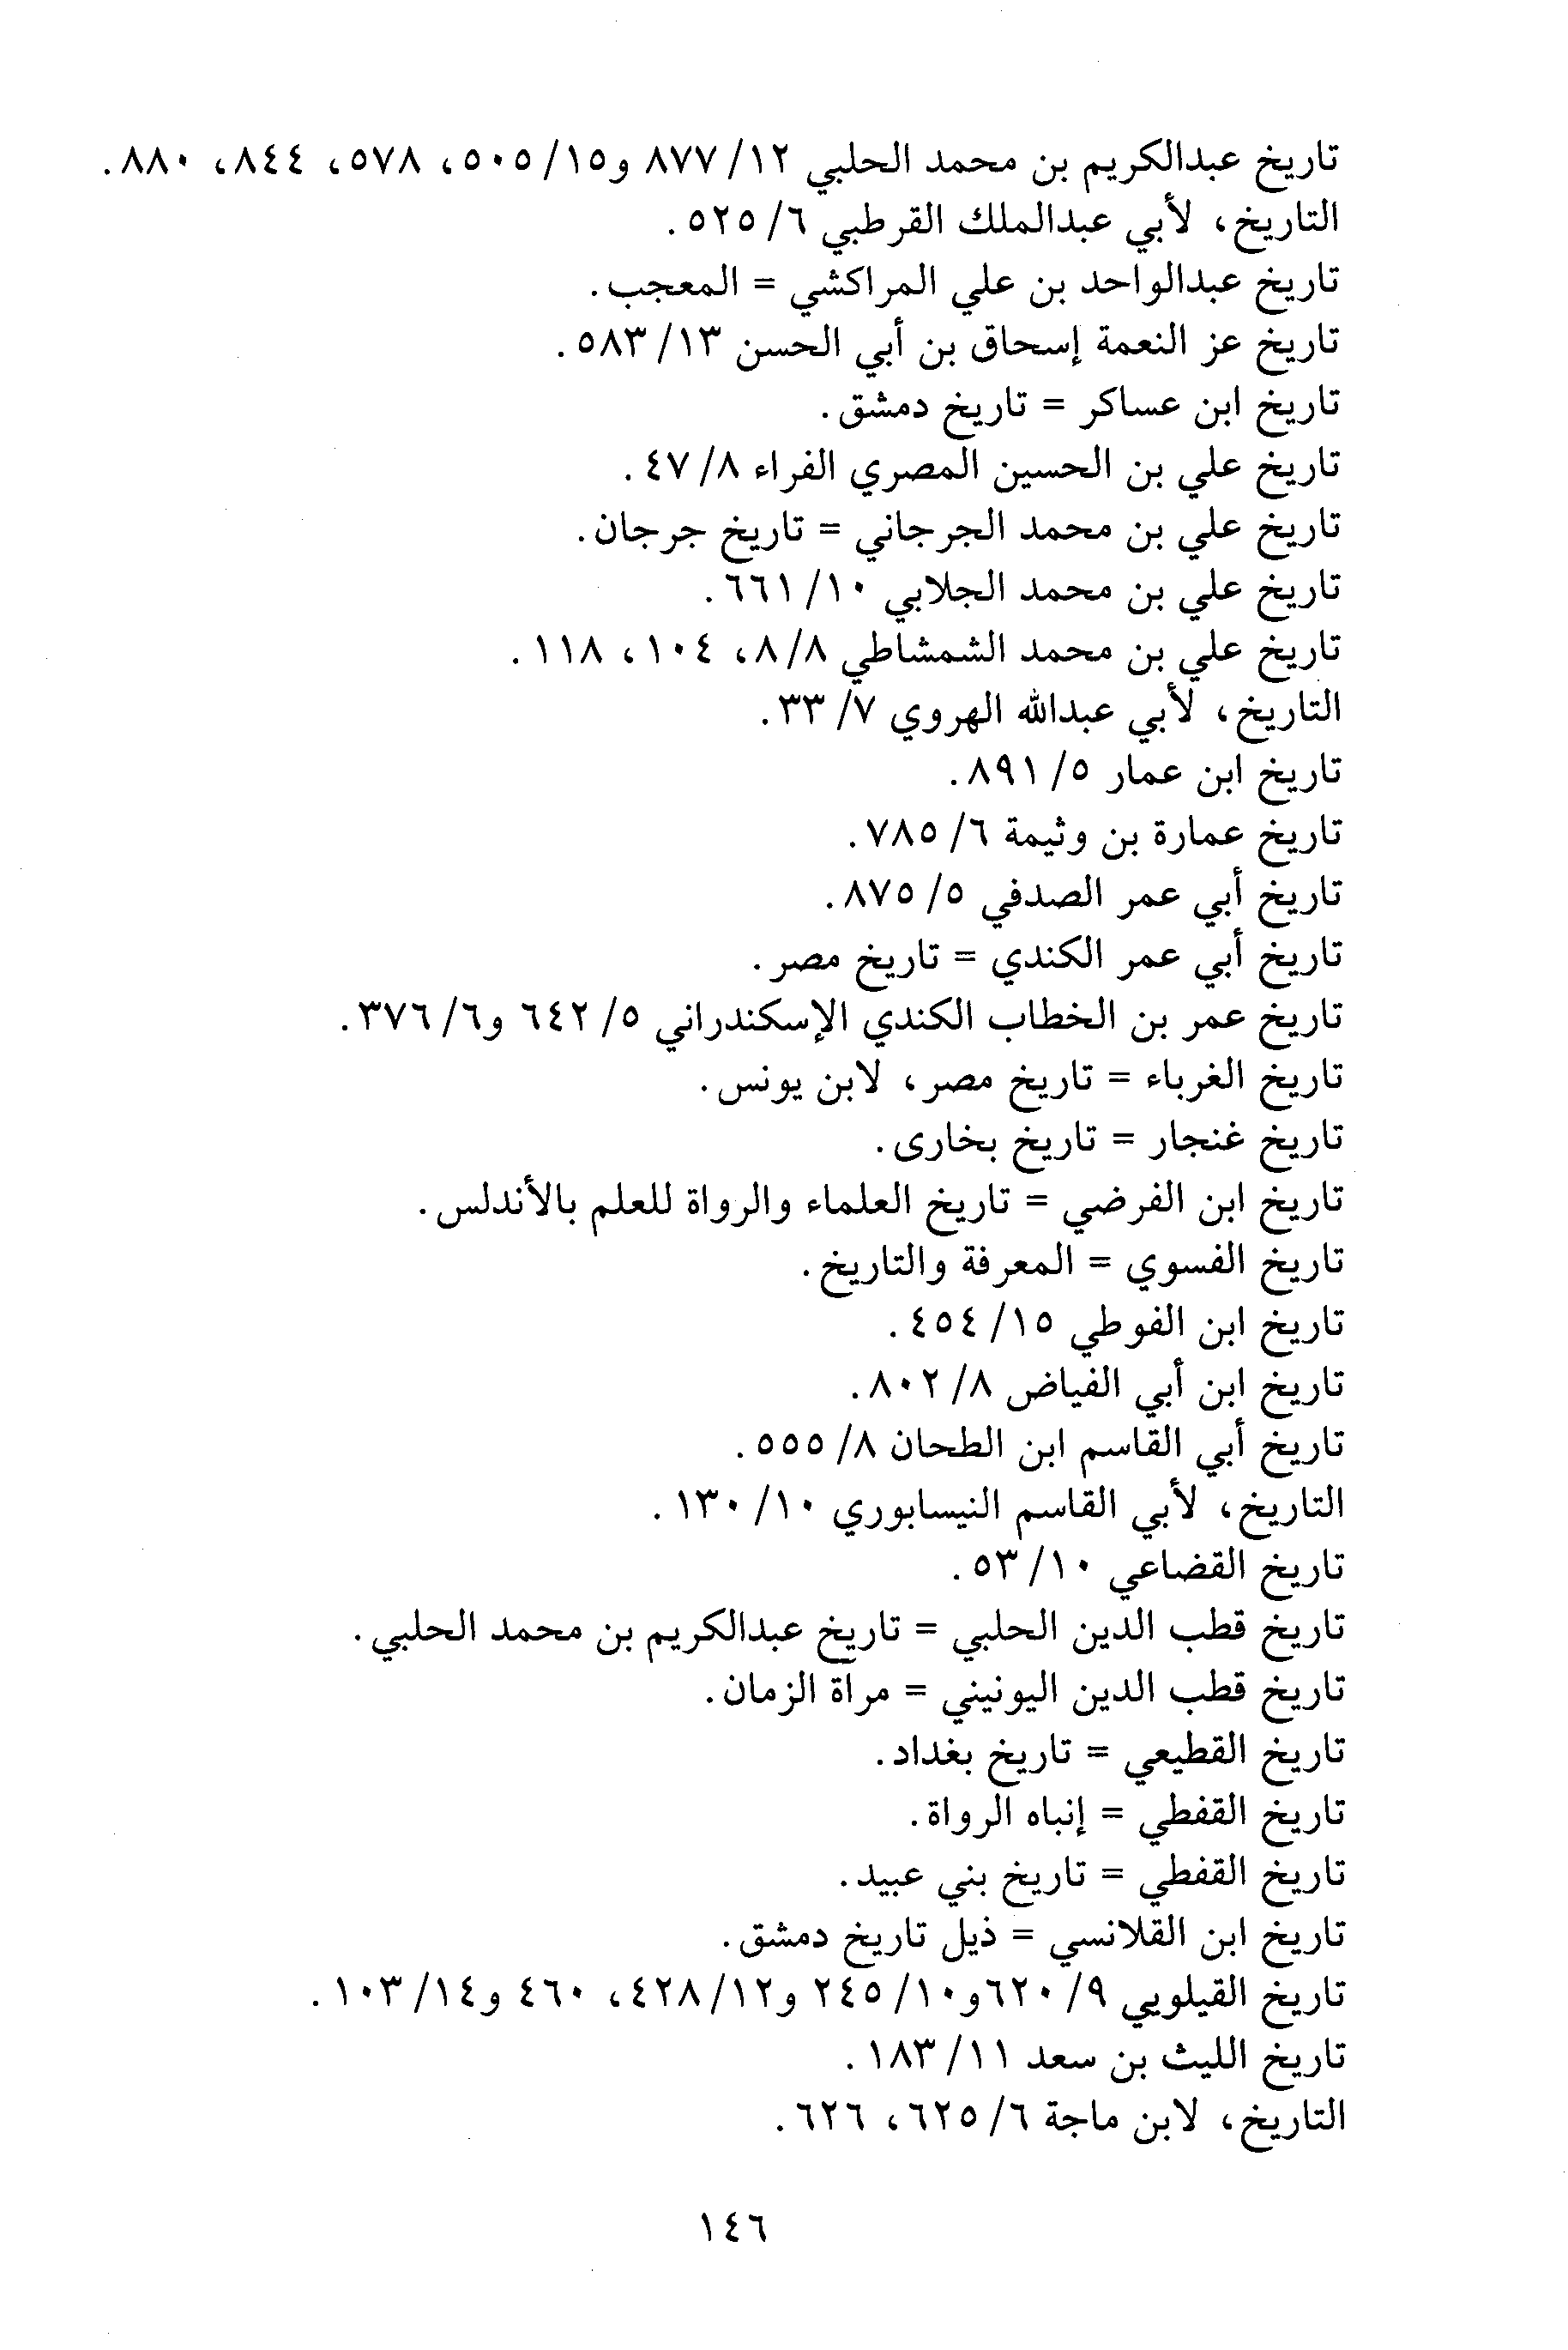 تاريخ عبدالكريم بن محمد الحلبي ١٢/ ٨٧٧ و١٥/ ٥٠٥، ٥٧٨، ٨٤٤، ٨٨٠.
التاريخ، لأبي عبدالملك القرطبي ٦/ ٥٢٥.
تاريخ عبدالواحد بن علي المراكشي = المعجب.
تاريخ عز النعمة إسحاق بن أبي الحسن ١٣/ ٥٨٣.
تاريخ ابن عساكر = تاريخ دمشق.
تاريخ علي بن الحسين المصري الفراء ٨/ ٤٧.
تاريخ علي بن محمد الجرجاني = تاريخ جرجان.
تاريخ علي بن محمد الجلابي ١٠/ ٦٦١.
تاريخ علي بن محمد الشمشاطي ٨/ ٨، ١٠٤، ١١٨.
التاريخ، لأبي عبدالله الهروي ٧/ ٣٣.
تاريخ ابن عمار ٥/ ٨٩١.
تاريخ عمارة بن وثيمة ٦/ ٧٨٥.
تاريخ أبي عمر الصدفي ٥/ ٨٧٥.
تاريخ أبي عمر الكندي = تاريخ مصر.
تاريخ عمر بن الخطاب الكندي الإسكندراني ٥/ ٦٤٢ و٦/ ٣٧٦.
تاريخ الغرباء = تاريخ مصر، لابن يونس.
تاريخ غنجار = تاريخ بخارى.
تاريخ ابن الفرضي = تاريخ العلماء والرواة للعلم بالأندلس.
تاريخ الفسوي = المعرفة والتاريخ.
تاريخ ابن الفوطي ١٥/ ٤٥٤.
تاريخ ابن أبي الفياض ٨/ ٨٠٢.
تاريخ أبي القاسم ابن الطحان ٨/ ٥٥٥.
التاريخ، لأبي القاسم النيسابوري ١٠/ ١٣٠.
تاريخ القضاعي ١٠/ ٥٣.
تاريخ قطب الدين الحلبي = تاريخ عبدالكريم بن محمد الحلبي.
تاريخ قطب الدين اليونيني = مرآة الزمان.
تاريخ القطيعي = تاريخ بغداد.
تاريخ القفطي = إنباه الرواة.
تاريخ القفطي = تاريخ بني عبيد.
تاريخ ابن القلانسي = ذيل تاريخ دمشق.
تاريخ القيلويي ٩/ ٦٢٠و١٠/ ٢٤٥ و١٢/ ٤٢٨، ٤٦٠ و١٤/ ١٠٣.
تاريخ الليث بن سعد ١١/ ١٨٣.
التاريخ، لابن ماجة ٦/ ٦٢٥، ٦٢٦.
١٤٦